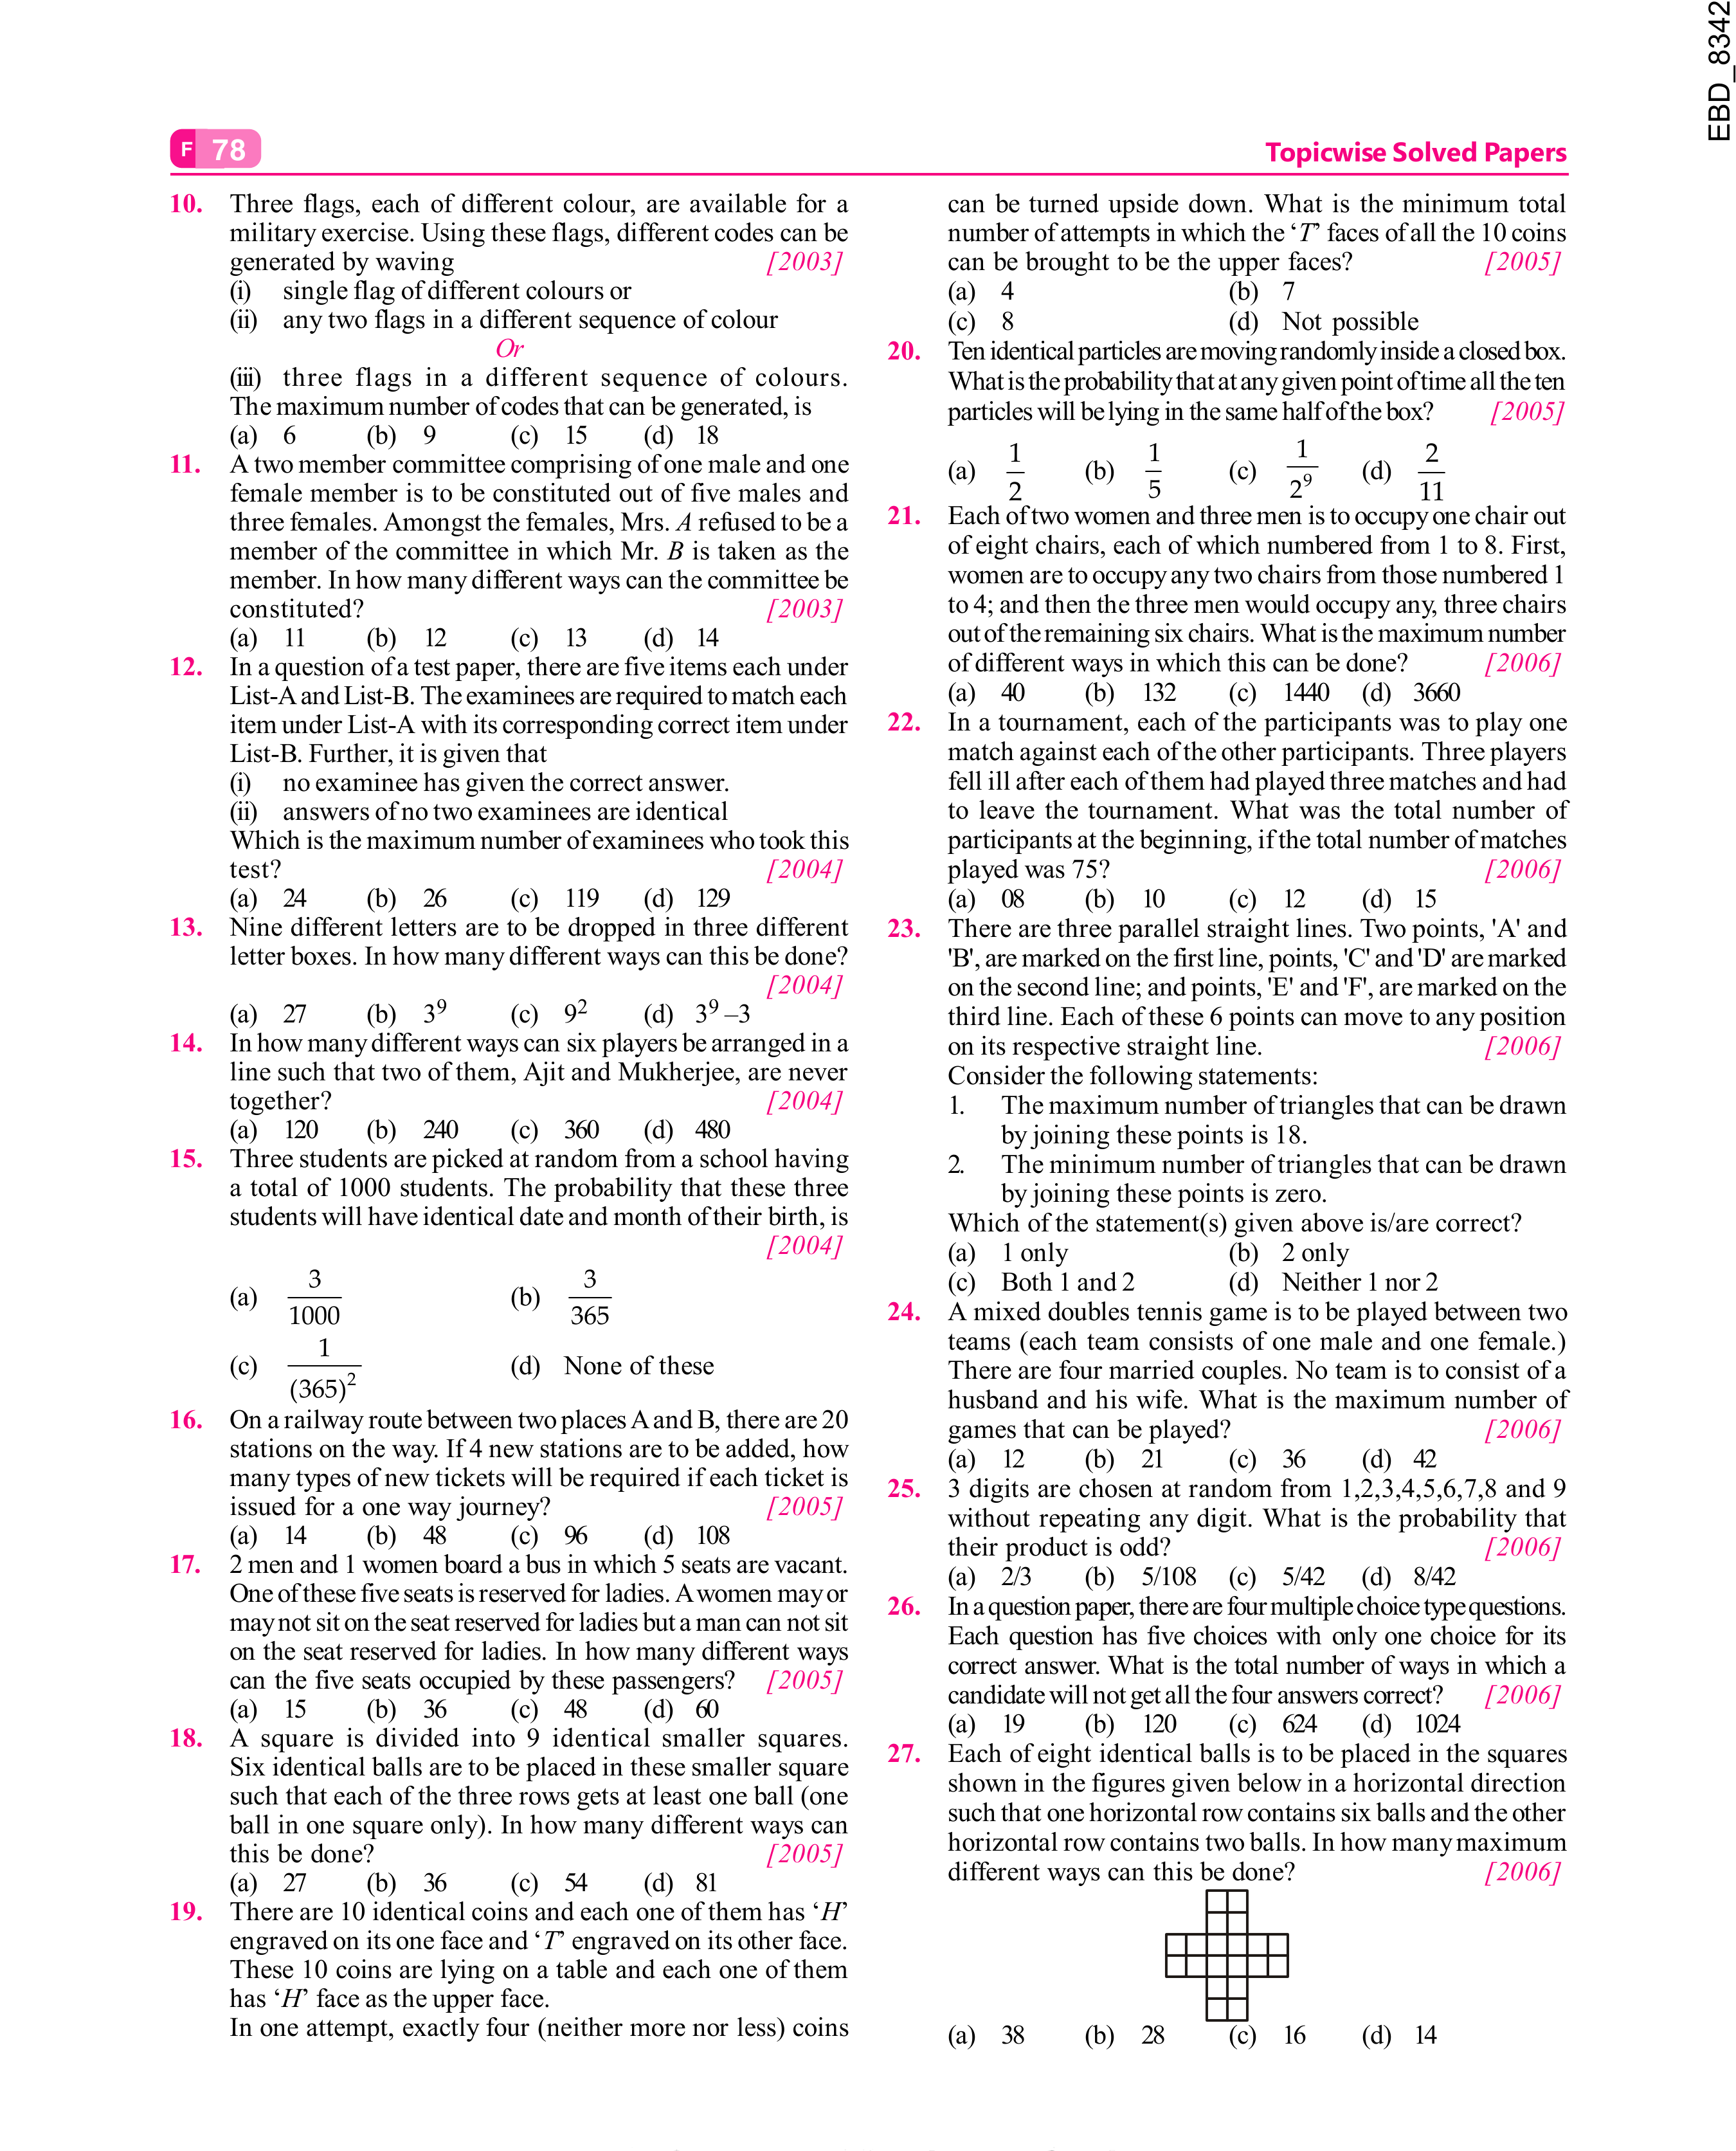 EBD_8342
F 78
Topicwise Solved Papers
10. Three flags, each of different colour, are available for a
military exercise. Using these flags, different codes can be
generated by waving [2003]
(i) single flag of different colours or
(ii) any two flags in a different sequence of colour
Or
(iii) three flags in a different sequence of colours.
The maximum number of codes that can be generated, is
(a) 6 (b) 9 (c) 15 (d) 18
11. A two member committee comprising of one male and one
female member is to be constituted out of five males and
three females. Amongst the females, Mrs. A refused to be a
member of the committee in which Mr. B is taken as the
member. In how many different ways can the committee be
constituted? [2003]
(a) 11 (b) 12 (c) 13 (d) 14
12. In a question of a test paper, there are five items each under
List-A and List-B. The examinees are required to match each
item under List-A with its corresponding correct item under
List-B. Further, it is given that
(i) no examinee has given the correct answer.
(ii) answers of no two examinees are identical
Which is the maximum number of examinees who took this
test? [2004]
(a) 24 (b) 26 (c) 119 (d) 129
13. Nine different letters are to be dropped in three different
letter boxes. In how many different ways can this be done?
[2004]
(a) 27 (b) 3⁹ (c) 9² (d) 3⁹ –3
14. In how many different ways can six players be arranged in a
line such that two of them, Ajit and Mukherjee, are never
together? [2004]
(a) 120 (b) 240 (c) 360 (d) 480
15. Three students are picked at random from a school having
a total of 1000 students. The probability that these three
students will have identical date and month of their birth, is
[2004]
(a) 3/1000 (b) 3/365
(c) 1/(365)² (d) None of these
16. On a railway route between two places A and B, there are 20
stations on the way. If 4 new stations are to be added, how
many types of new tickets will be required if each ticket is
issued for a one way journey? [2005]
(a) 14 (b) 48 (c) 96 (d) 108
17. 2 men and 1 women board a bus in which 5 seats are vacant.
One of these five seats is reserved for ladies. A women may or
may not sit on the seat reserved for ladies but a man can not sit
on the seat reserved for ladies. In how many different ways
can the five seats occupied by these passengers? [2005]
(a) 15 (b) 36 (c) 48 (d) 60
18. A square is divided into 9 identical smaller squares.
Six identical balls are to be placed in these smaller square
such that each of the three rows gets at least one ball (one
ball in one square only). In how many different ways can
this be done? [2005]
(a) 27 (b) 36 (c) 54 (d) 81
19. There are 10 identical coins and each one of them has ‘H’
engraved on its one face and ‘T’ engraved on its other face.
These 10 coins are lying on a table and each one of them
has ‘H’ face as the upper face.
In one attempt, exactly four (neither more nor less) coins
can be turned upside down. What is the minimum total
number of attempts in which the ‘T’ faces of all the 10 coins
can be brought to be the upper faces? [2005]
(a) 4 (b) 7
(c) 8 (d) Not possible
20. Ten identical particles are moving randomly inside a closed box.
What is the probability that at any given point of time all the ten
particles will be lying in the same half of the box? [2005]
(a) 1/2 (b) 1/5 (c) 1/2⁹ (d) 2/11
21. Each of two women and three men is to occupy one chair out
of eight chairs, each of which numbered from 1 to 8. First,
women are to occupy any two chairs from those numbered 1
to 4; and then the three men would occupy any, three chairs
out of the remaining six chairs. What is the maximum number
of different ways in which this can be done? [2006]
(a) 40 (b) 132 (c) 1440 (d) 3660
22. In a tournament, each of the participants was to play one
match against each of the other participants. Three players
fell ill after each of them had played three matches and had
to leave the tournament. What was the total number of
participants at the beginning, if the total number of matches
played was 75? [2006]
(a) 08 (b) 10 (c) 12 (d) 15
23. There are three parallel straight lines. Two points, 'A' and
'B', are marked on the first line, points, 'C' and 'D' are marked
on the second line; and points, 'E' and 'F', are marked on the
third line. Each of these 6 points can move to any position
on its respective straight line. [2006]
Consider the following statements:
1. The maximum number of triangles that can be drawn
by joining these points is 18.
2. The minimum number of triangles that can be drawn
by joining these points is zero.
Which of the statement(s) given above is/are correct?
(a) 1 only (b) 2 only
(c) Both 1 and 2 (d) Neither 1 nor 2
24. A mixed doubles tennis game is to be played between two
teams (each team consists of one male and one female.)
There are four married couples. No team is to consist of a
husband and his wife. What is the maximum number of
games that can be played? [2006]
(a) 12 (b) 21 (c) 36 (d) 42
25. 3 digits are chosen at random from 1,2,3,4,5,6,7,8 and 9
without repeating any digit. What is the probability that
their product is odd? [2006]
(a) 2/3 (b) 5/108 (c) 5/42 (d) 8/42
26. In a question paper, there are four multiple choice type questions.
Each question has five choices with only one choice for its
correct answer. What is the total number of ways in which a
candidate will not get all the four answers correct? [2006]
(a) 19 (b) 120 (c) 624 (d) 1024
27. Each of eight identical balls is to be placed in the squares
shown in the figures given below in a horizontal direction
such that one horizontal row contains six balls and the other
horizontal row contains two balls. In how many maximum
different ways can this be done? [2006]
(a) 38 (b) 28 (c) 16 (d) 14